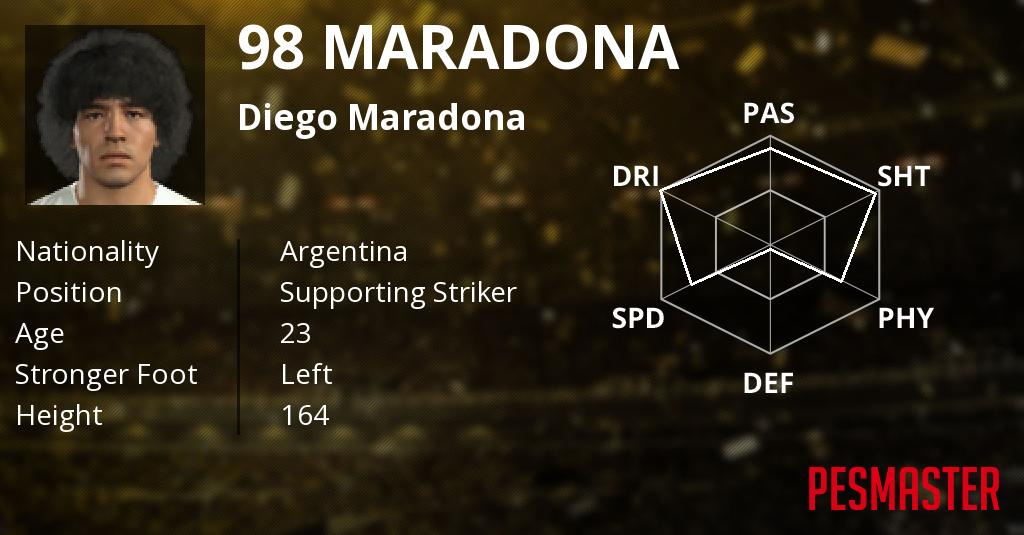 98 MARADONA
Diego Maradona
Nationality Argentina
Position Supporting Striker
Age 23
Stronger Foot Left
Height 164
PAS
DRI SHT
SPD PHY
DEF
PESMASTER